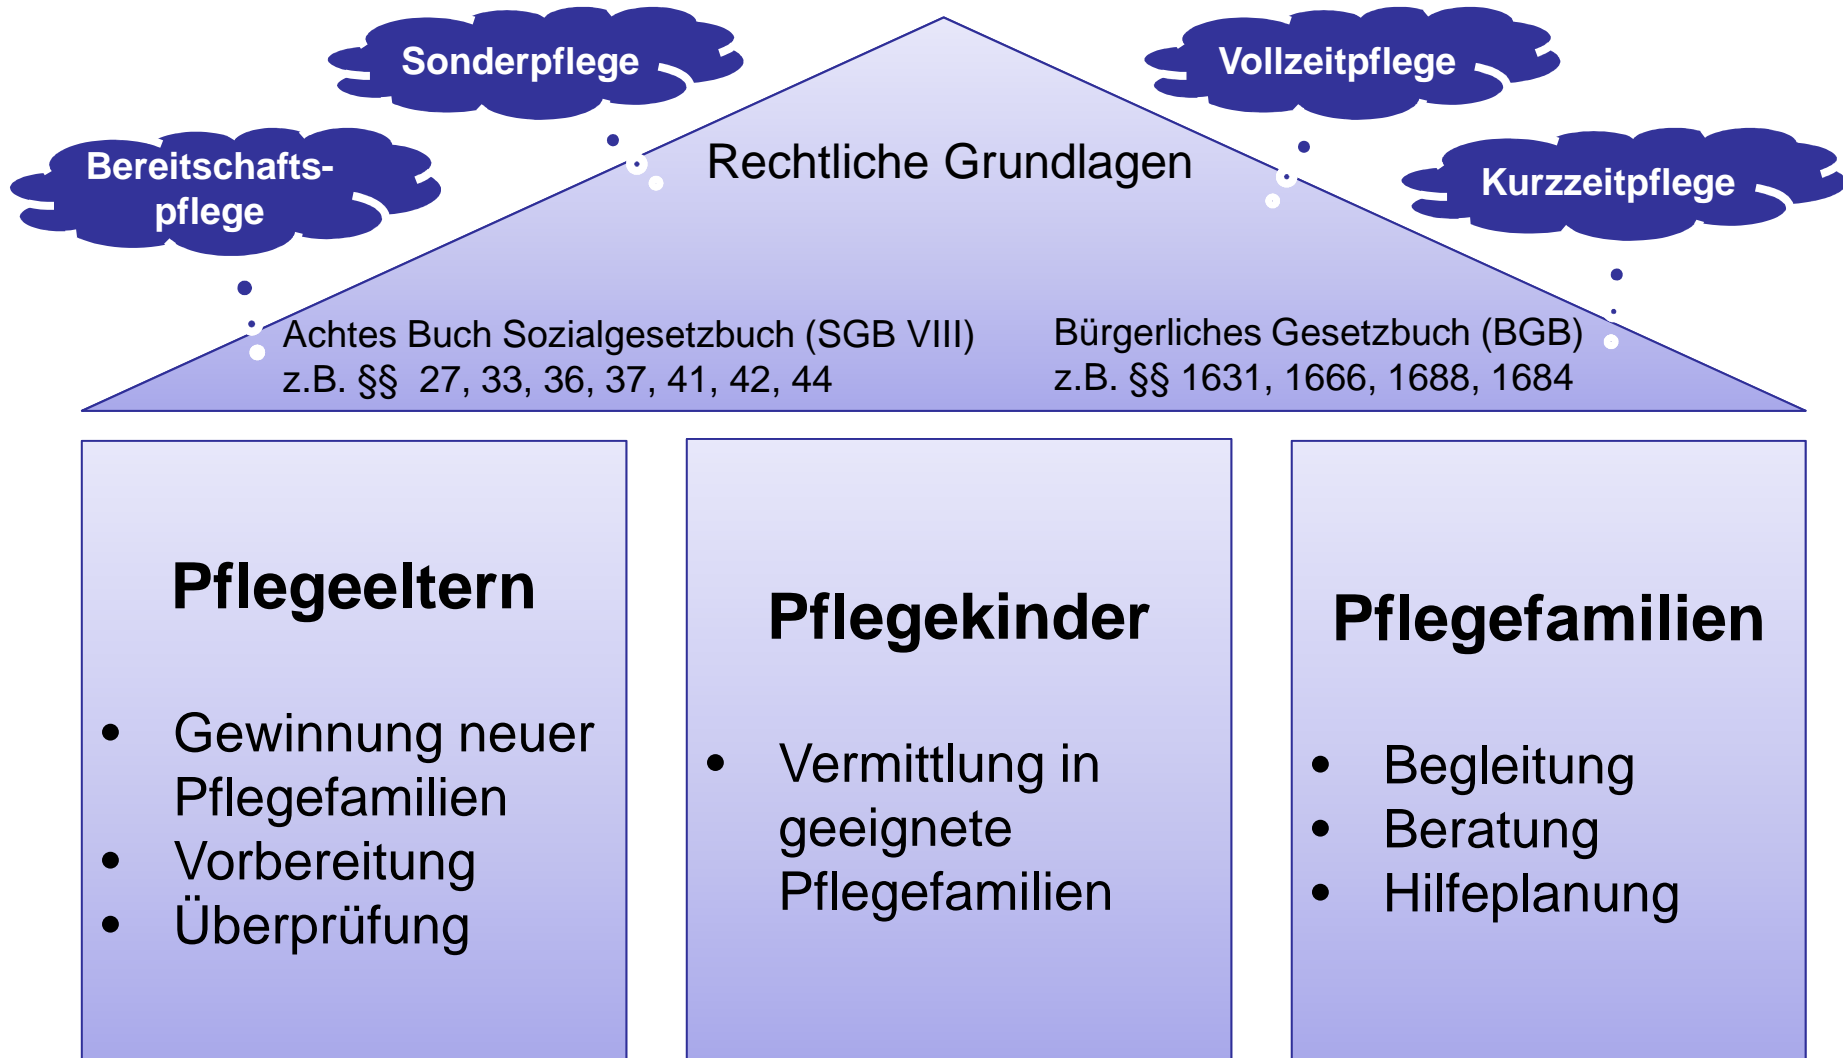 Sonderpflege
Vollzeitpflege
Bereitschafts-
pflege
Kurzzeitpflege
Rechtliche Grundlagen
Achtes Buch Sozialgesetzbuch (SGB VIII)
z.B. §§  27, 33, 36, 37, 41, 42, 44
Bürgerliches Gesetzbuch (BGB)
z.B. §§ 1631, 1666, 1688, 1684
Pflegeeltern
• Gewinnung neuer
Pflegefamilien
• Vorbereitung
• Überprüfung
Pflegekinder
• Vermittlung in
geeignete
Pflegefamilien
Pflegefamilien
• Begleitung
• Beratung
• Hilfeplanung